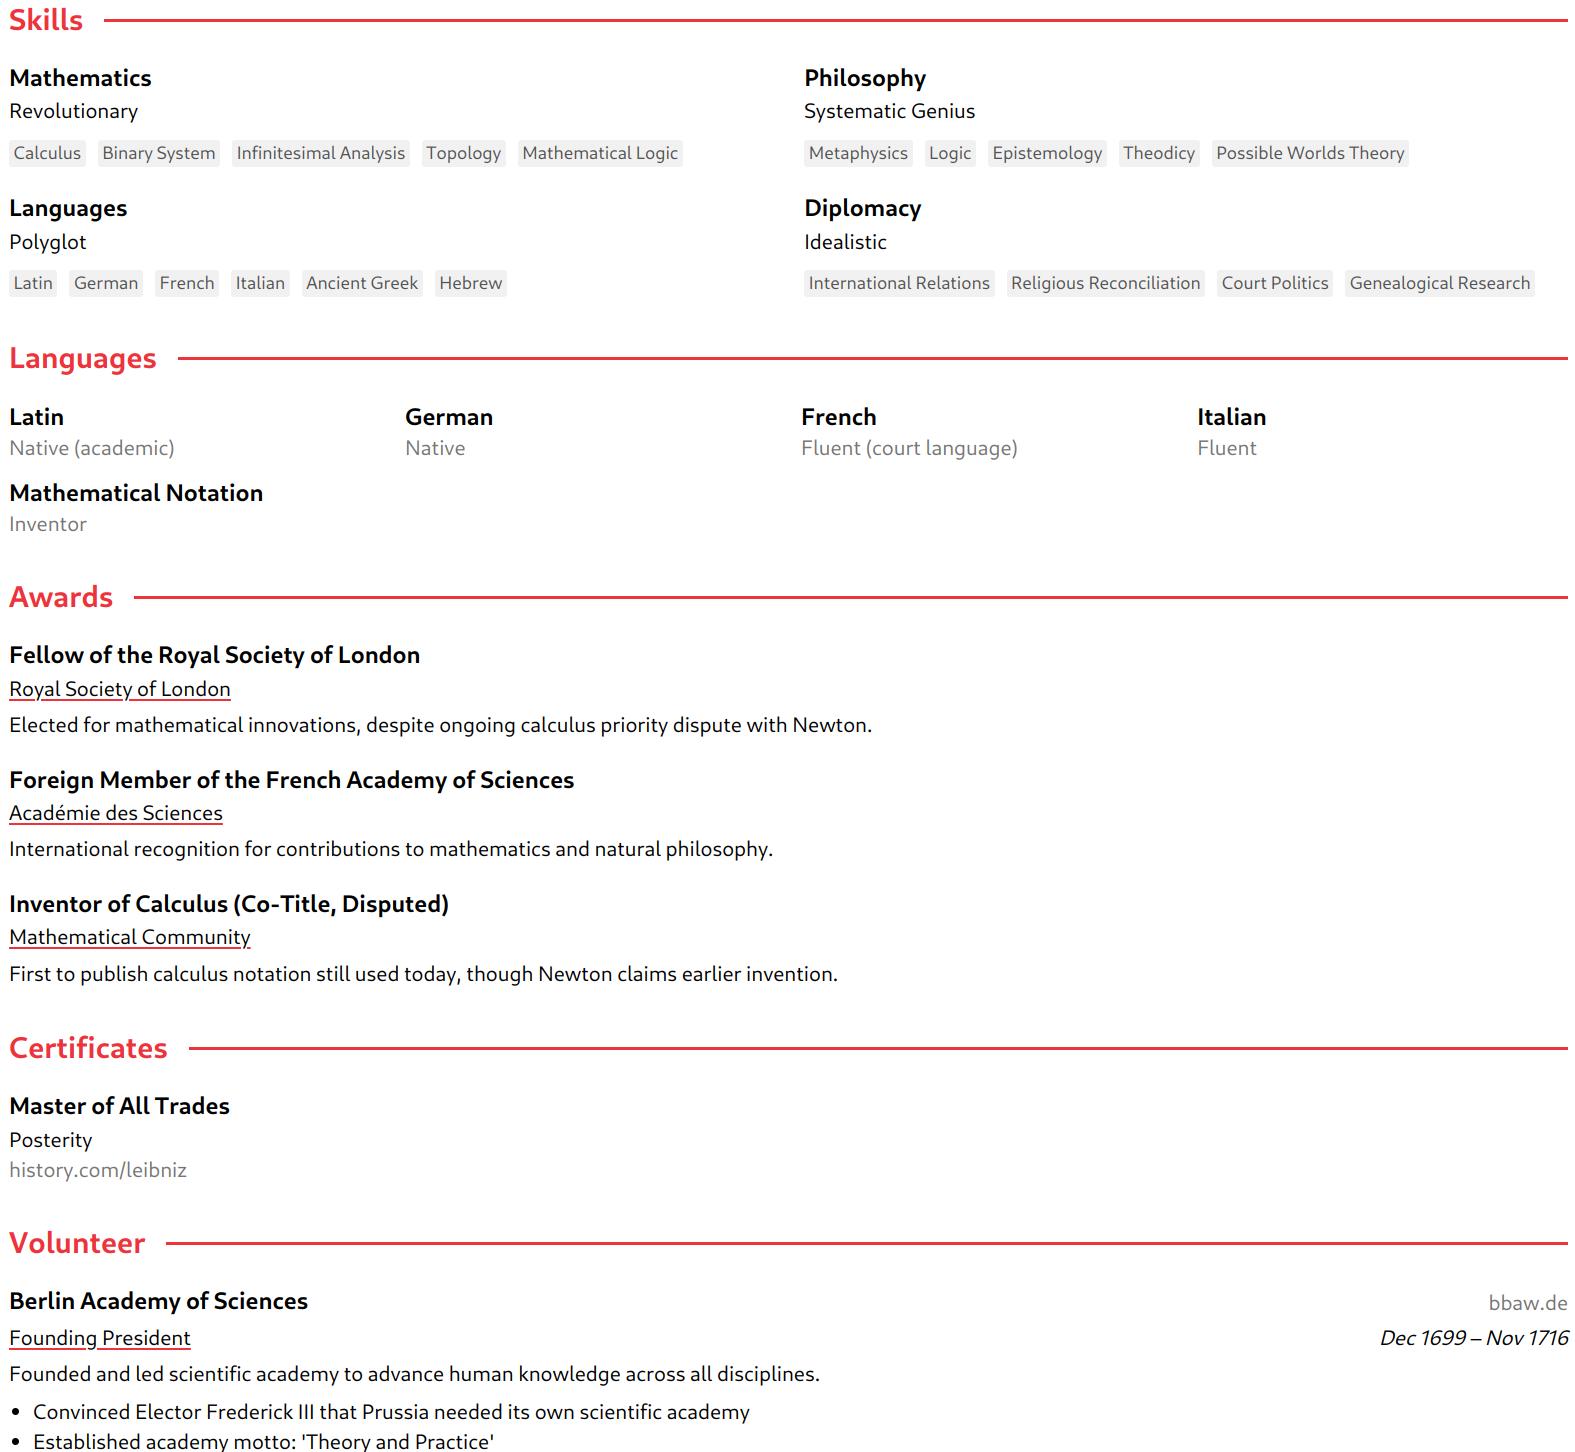 Skills
Mathematics
Revolutionary
Calculus Binary System Infinitesimal Analysis Topology Mathematical Logic
Philosophy
Systematic Genius
Metaphysics Logic Epistemology Theodicy Possible Worlds Theory
Languages
Polyglot
Latin German French Italian Ancient Greek Hebrew
Diplomacy
Idealistic
International Relations Religious Reconciliation Court Politics Genealogical Research
Languages
Latin
Native (academic)
German
Native
French
Fluent (court language)
Italian
Fluent
Mathematical Notation
Inventor
Awards
Fellow of the Royal Society of London
Royal Society of London
Elected for mathematical innovations, despite ongoing calculus priority dispute with Newton.
Foreign Member of the French Academy of Sciences
Académie des Sciences
International recognition for contributions to mathematics and natural philosophy.
Inventor of Calculus (Co-Title, Disputed)
Mathematical Community
First to publish calculus notation still used today, though Newton claims earlier invention.
Certificates
Master of All Trades
Posterity
history.com/leibniz
Volunteer
Berlin Academy of Sciences bbaw.de
Founding President Dec 1699 – Nov 1716
Founded and led scientific academy to advance human knowledge across all disciplines.
• Convinced Elector Frederick III that Prussia needed its own scientific academy
• Established academy motto: 'Theory and Practice'